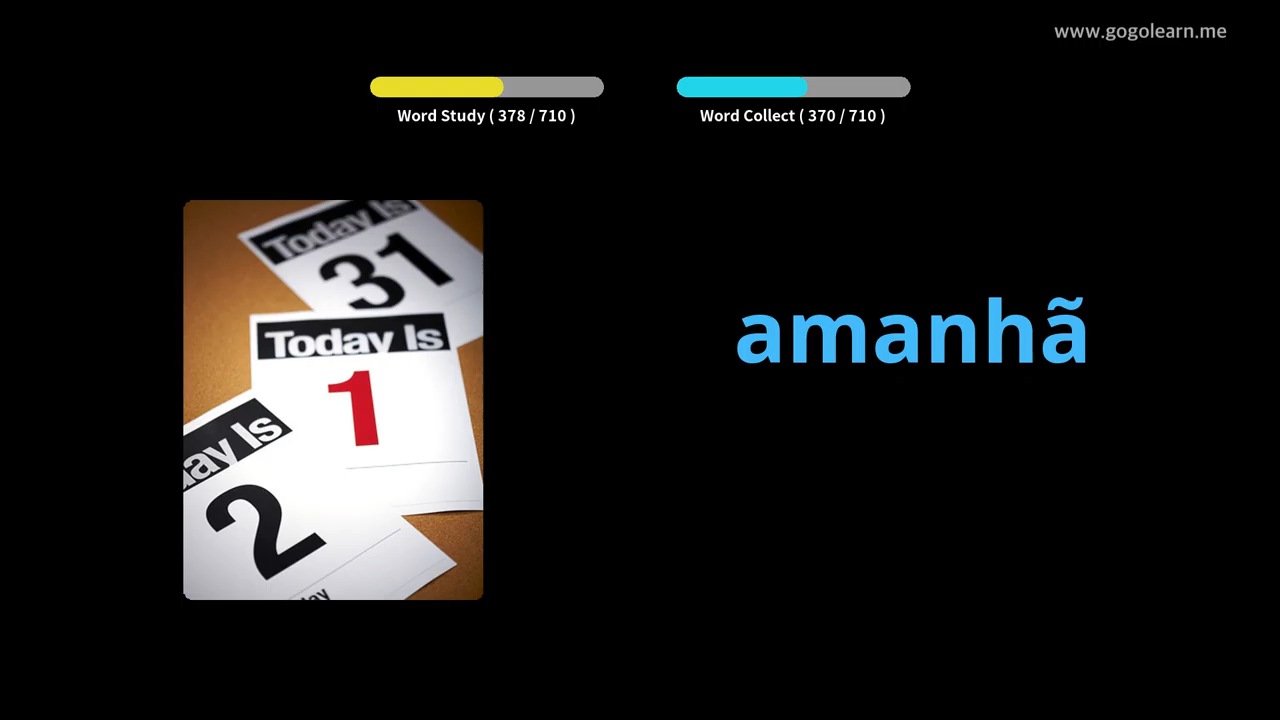 www.gogolearn.me
Word Study ( 378 / 710 )
Word Collect ( 370 / 710 )
Today Is
31
Today Is
1
ay Is
2
amanhã